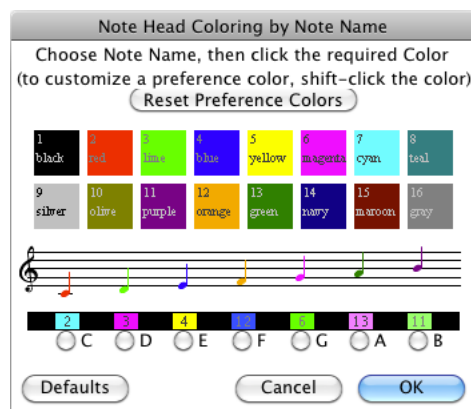 Note Head Coloring by Note Name
Choose Note Name, then click the required Color
(to customize a preference color, shift-click the color)
Reset Preference Colors
1 2 3 4 5 6 7 8
black red lime blue yellow magenta cyan teal
9 10 11 12 13 14 15 16
silver olive purple orange green navy maroon gray
2 3 4 12 6 13 11
C D E F G A B
Defaults Cancel OK